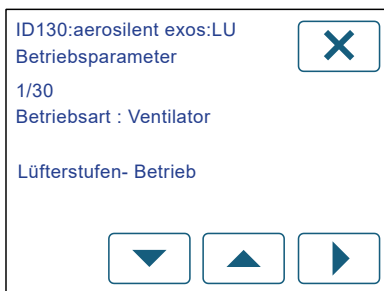 ID130:aerosilent exos:LU
Betriebsparameter
1/30
Betriebsart : Ventilator
Lüfterstufen- Betrieb